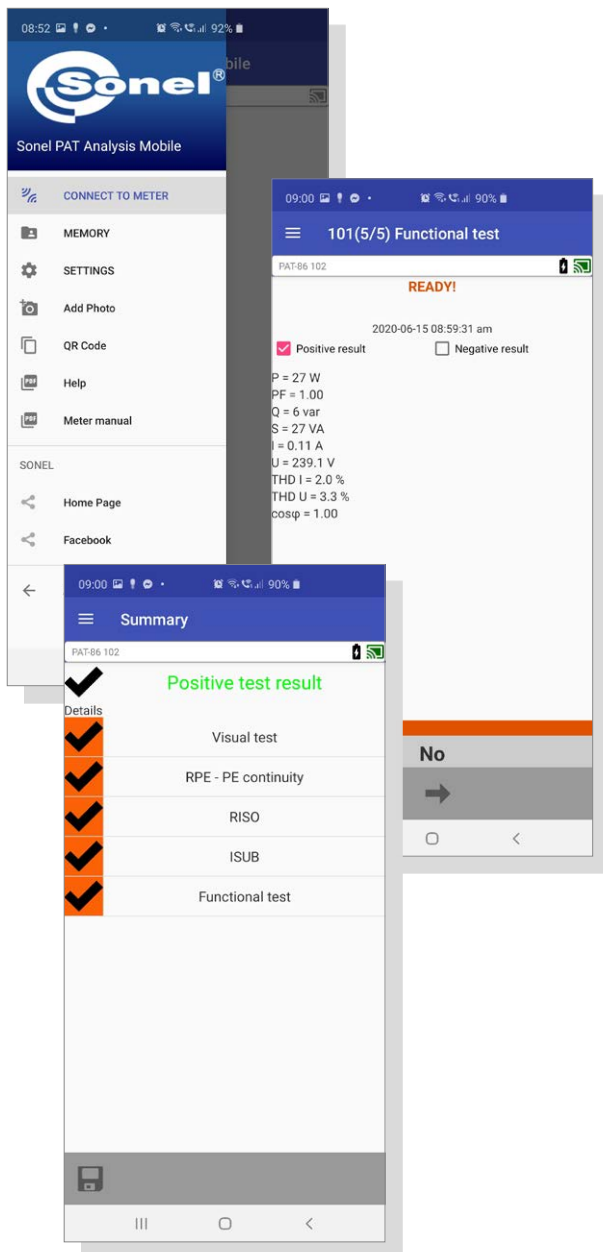 08:52 92%
bile
Sonel®
Sonel PAT Analysis Mobile
CONNECT TO METER
MEMORY
SETTINGS
Add Photo
QR Code
Help
Meter manual
SONEL
Home Page
Facebook
09:00 90%
101(5/5) Functional test
PAT-86 102
READY!
2020-06-15 08:59:31 am
Positive result Negative result
P = 27 W
PF = 1.00
Q = 6 var
S = 27 VA
I = 0.11 A
U = 239.1 V
THD I = 2.0 %
THD U = 3.3 %
cosφ = 1.00
No
09:00 90%
Summary
PAT-86 102
Positive test result
Details
Visual test
RPE - PE continuity
RISO
ISUB
Functional test